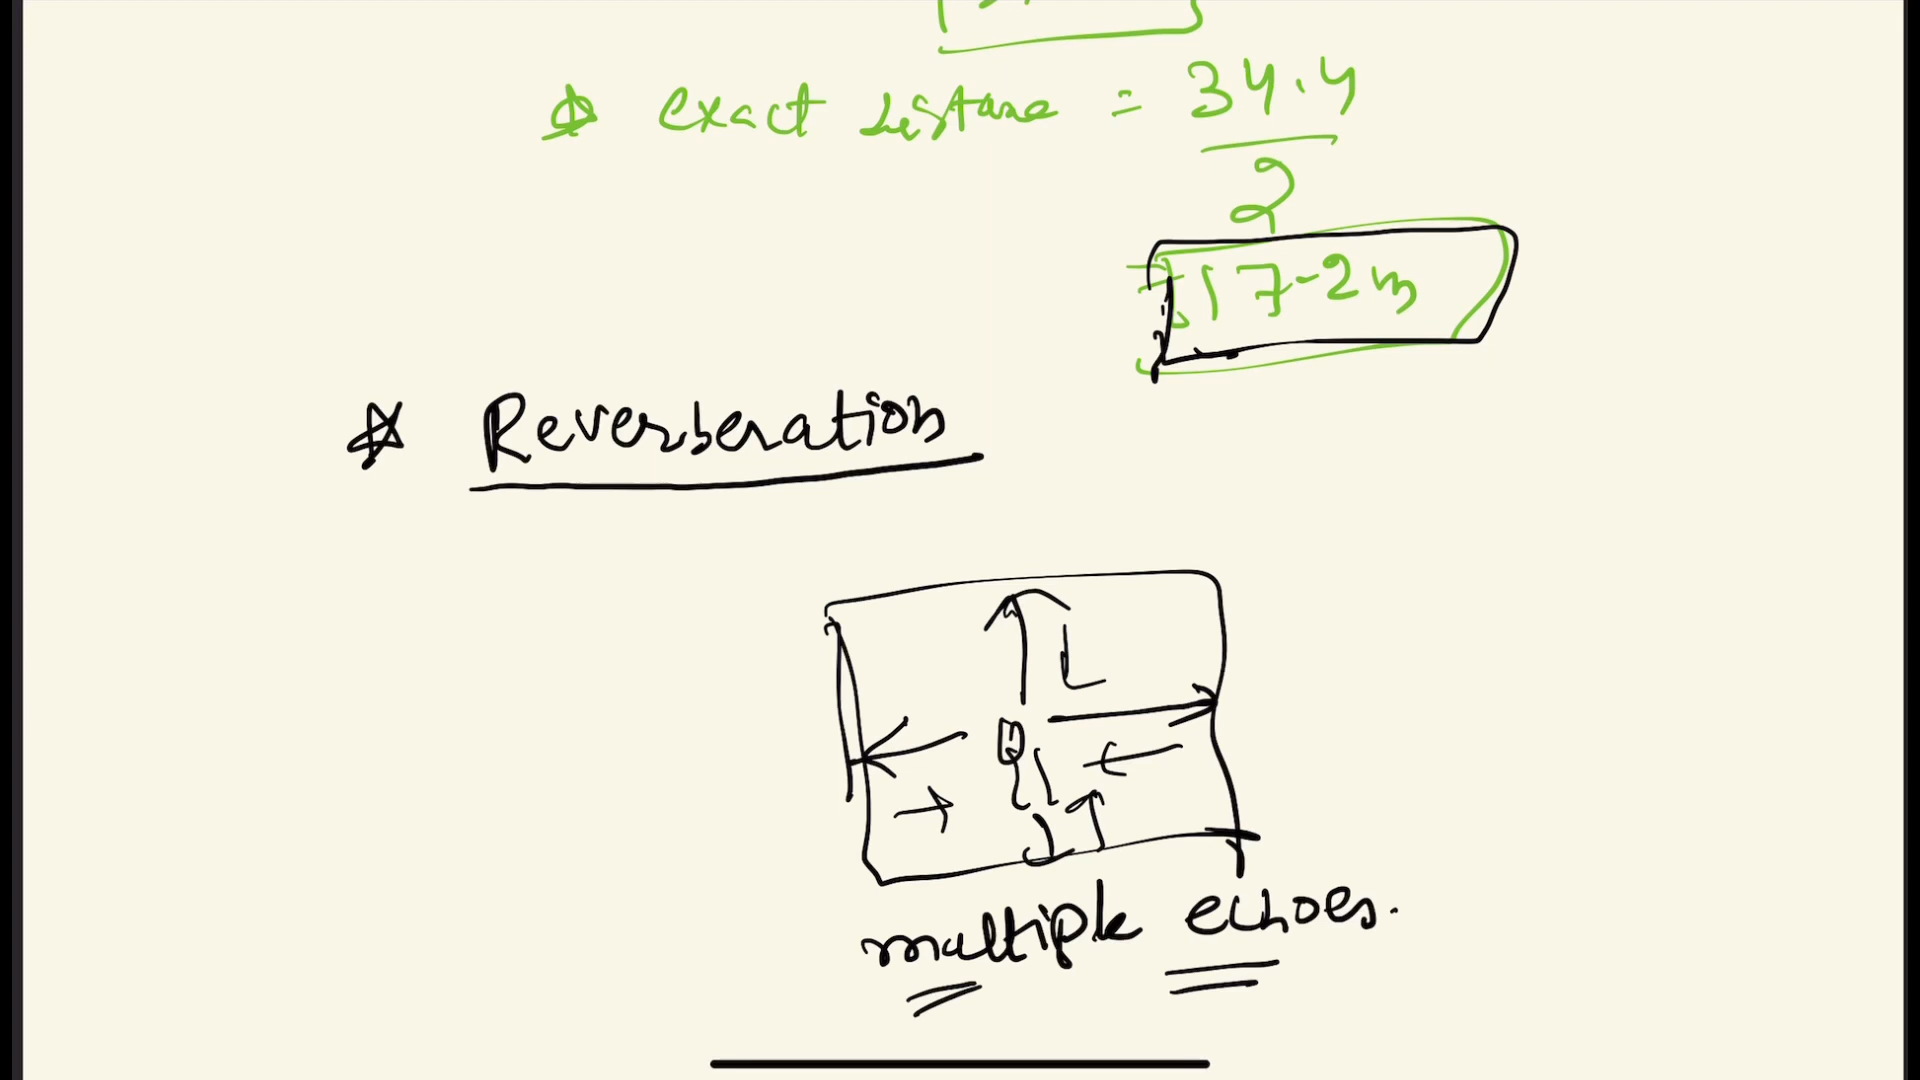 exact distance = 34.4
2
= 17.2m
Reverberation
L
multiple echoes.